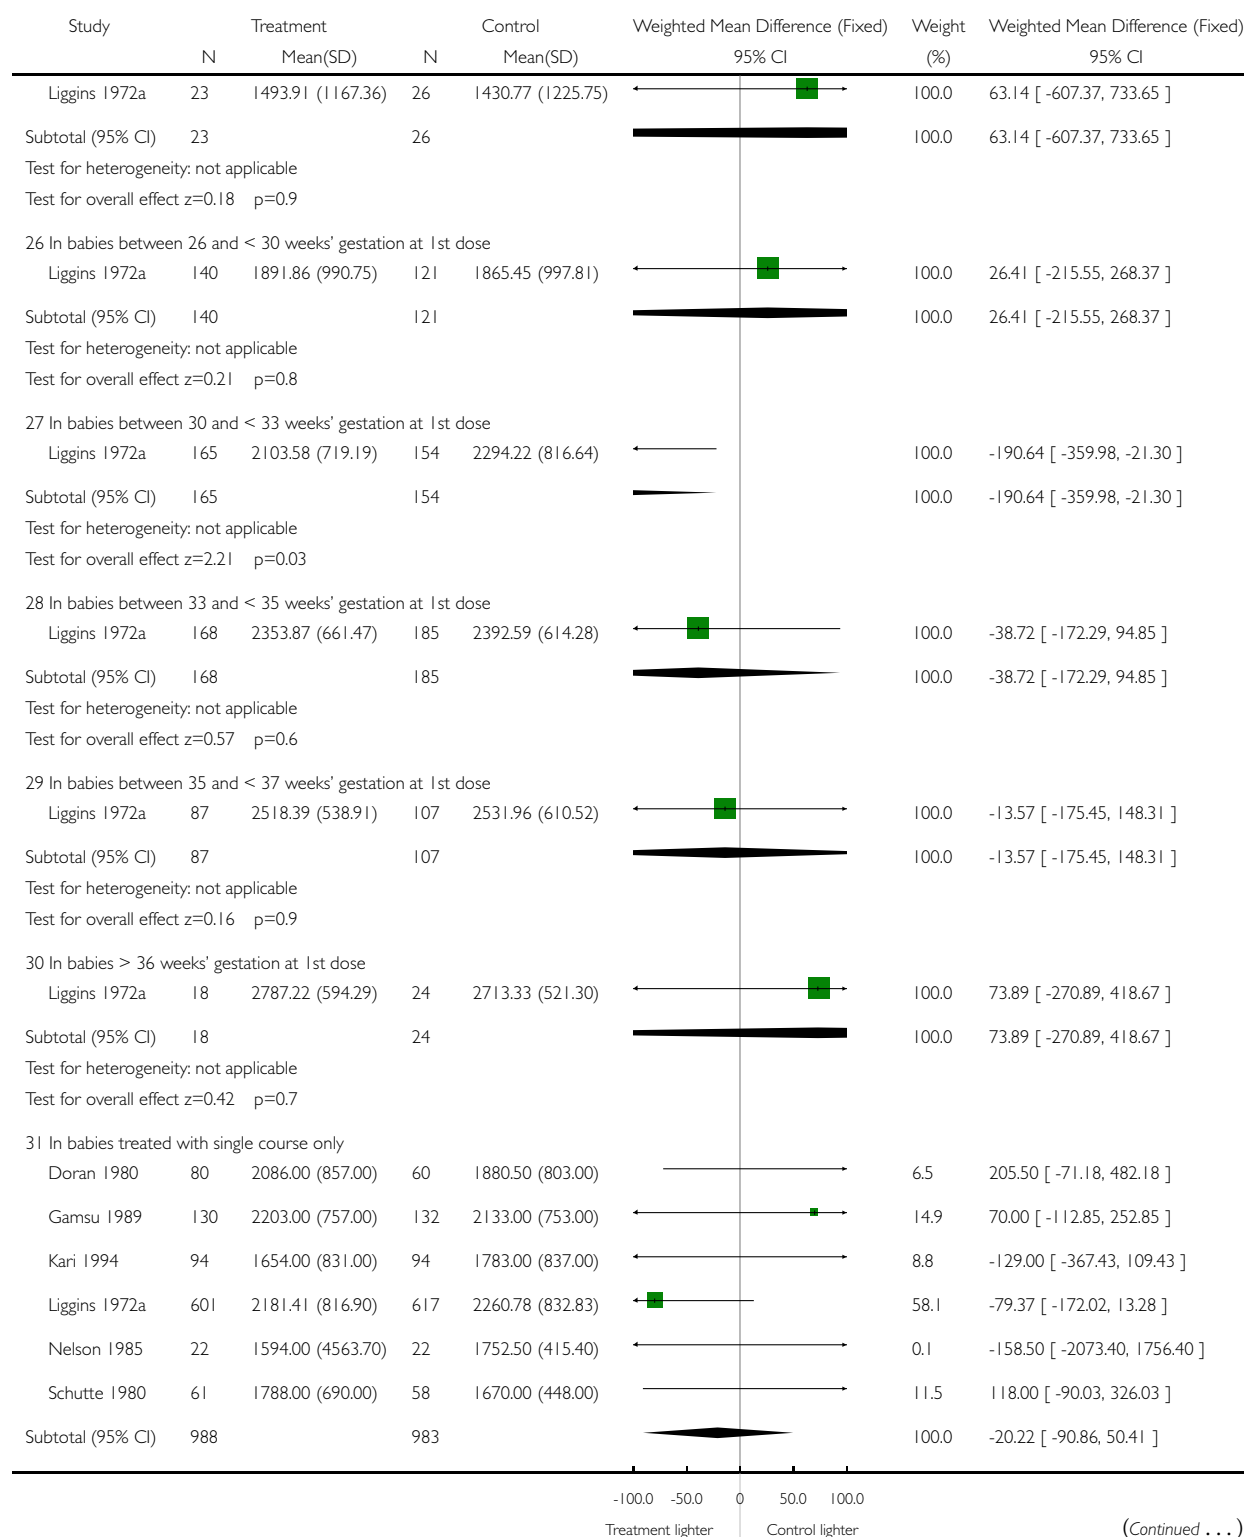 Study Treatment Control Weighted Mean Difference (Fixed) Weight Weighted Mean Difference (Fixed)
N Mean(SD) N Mean(SD) 95% CI (%) 95% CI
Liggins 1972a 23 1493.91 (1167.36) 26 1430.77 (1225.75) 100.0 63.14 [ -607.37, 733.65 ]
Subtotal (95% CI) 23 26 100.0 63.14 [ -607.37, 733.65 ]
Test for heterogeneity: not applicable
Test for overall effect z=0.18 p=0.9
26 In babies between 26 and < 30 weeks' gestation at 1st dose
Liggins 1972a 140 1891.86 (990.75) 121 1865.45 (997.81) 100.0 26.41 [ -215.55, 268.37 ]
Subtotal (95% CI) 140 121 100.0 26.41 [ -215.55, 268.37 ]
Test for heterogeneity: not applicable
Test for overall effect z=0.21 p=0.8
27 In babies between 30 and < 33 weeks' gestation at 1st dose
Liggins 1972a 165 2103.58 (719.19) 154 2294.22 (816.64) 100.0 -190.64 [ -359.98, -21.30 ]
Subtotal (95% CI) 165 154 100.0 -190.64 [ -359.98, -21.30 ]
Test for heterogeneity: not applicable
Test for overall effect z=2.21 p=0.03
28 In babies between 33 and < 35 weeks' gestation at 1st dose
Liggins 1972a 168 2353.87 (661.47) 185 2392.59 (614.28) 100.0 -38.72 [ -172.29, 94.85 ]
Subtotal (95% CI) 168 185 100.0 -38.72 [ -172.29, 94.85 ]
Test for heterogeneity: not applicable
Test for overall effect z=0.57 p=0.6
29 In babies between 35 and < 37 weeks' gestation at 1st dose
Liggins 1972a 87 2518.39 (538.91) 107 2531.96 (610.52) 100.0 -13.57 [ -175.45, 148.31 ]
Subtotal (95% CI) 87 107 100.0 -13.57 [ -175.45, 148.31 ]
Test for heterogeneity: not applicable
Test for overall effect z=0.16 p=0.9
30 In babies > 36 weeks' gestation at 1st dose
Liggins 1972a 18 2787.22 (594.29) 24 2713.33 (521.30) 100.0 73.89 [ -270.89, 418.67 ]
Subtotal (95% CI) 18 24 100.0 73.89 [ -270.89, 418.67 ]
Test for heterogeneity: not applicable
Test for overall effect z=0.42 p=0.7
31 In babies treated with single course only
Doran 1980 80 2086.00 (857.00) 60 1880.50 (803.00) 6.5 205.50 [ -71.18, 482.18 ]
Gamsu 1989 130 2203.00 (757.00) 132 2133.00 (753.00) 14.9 70.00 [ -112.85, 252.85 ]
Kari 1994 94 1654.00 (831.00) 94 1783.00 (837.00) 8.8 -129.00 [ -367.43, 109.43 ]
Liggins 1972a 601 2181.41 (816.90) 617 2260.78 (832.83) 58.1 -79.37 [ -172.02, 13.28 ]
Nelson 1985 22 1594.00 (4563.70) 22 1752.50 (415.40) 0.1 -158.50 [ -2073.40, 1756.40 ]
Schutte 1980 61 1788.00 (690.00) 58 1670.00 (448.00) 11.5 118.00 [ -90.03, 326.03 ]
Subtotal (95% CI) 988 983 100.0 -20.22 [ -90.86, 50.41 ]
-100.0 -50.0 0 50.0 100.0
Treatment lighter Control lighter (Continued ...)